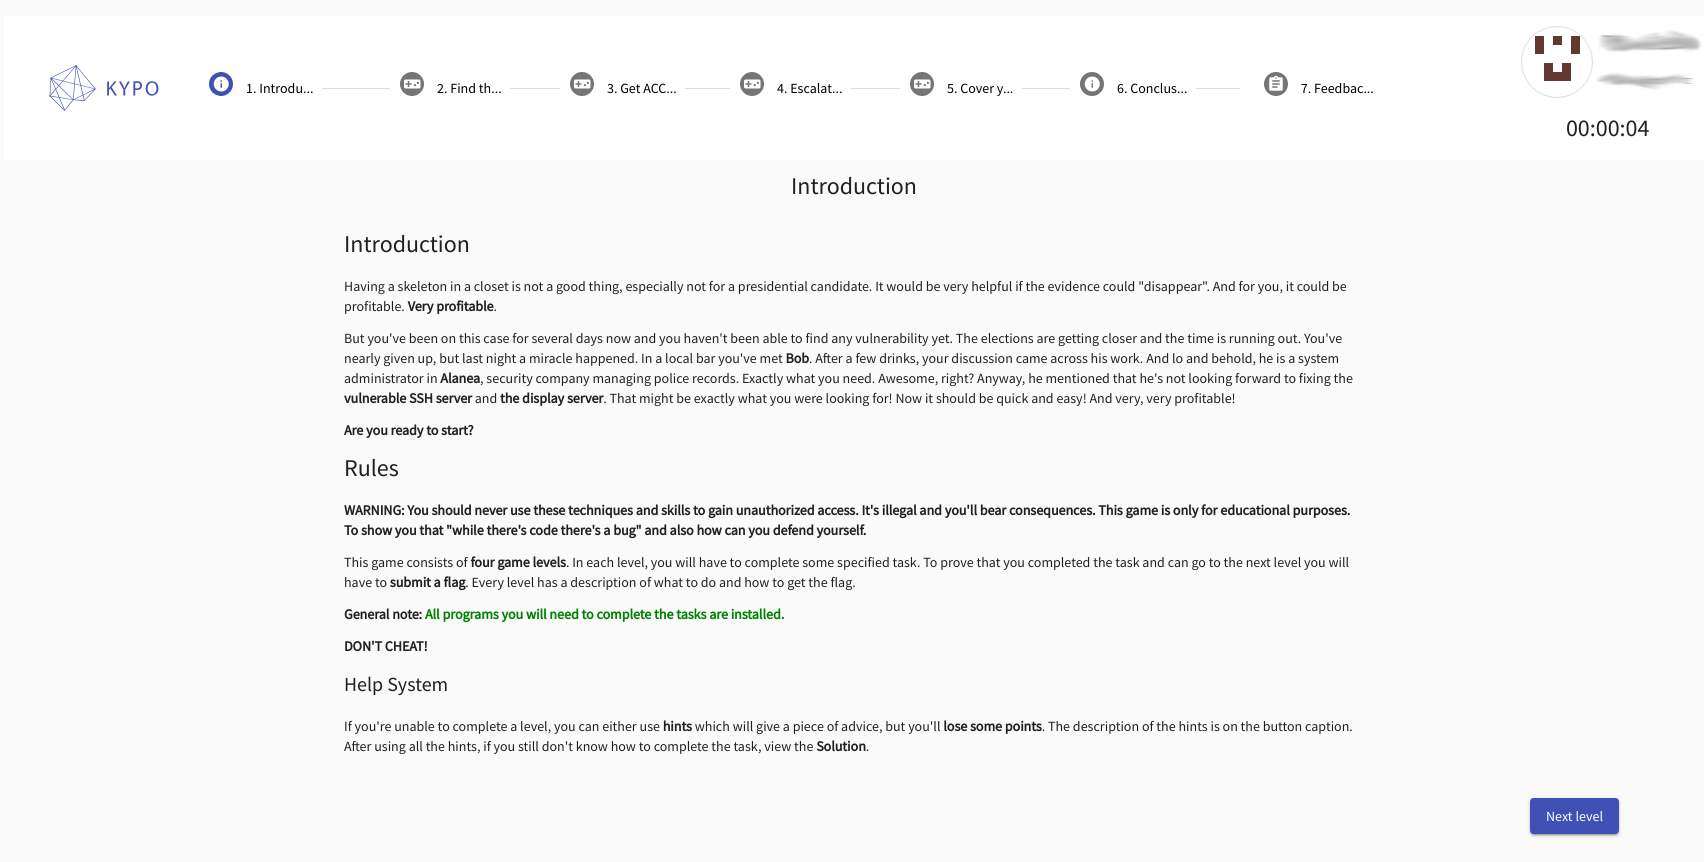 KYPO
1. Introdu...
2. Find th...
3. Get ACC...
4. Escalat...
5. Cover y...
6. Conclus...
7. Feedbac...
00:00:04
Introduction
Introduction
Having a skeleton in a closet is not a good thing, especially not for a presidential candidate. It would be very helpful if the evidence could "disappear". And for you, it could be
profitable. Very profitable.
But you've been on this case for several days now and you haven't been able to find any vulnerability yet. The elections are getting closer and the time is running out. You've
nearly given up, but last night a miracle happened. In a local bar you've met Bob. After a few drinks, your discussion came across his work. And lo and behold, he is a system
administrator in Alanea, security company managing police records. Exactly what you need. Awesome, right? Anyway, he mentioned that he's not looking forward to fixing the
vulnerable SSH server and the display server. That might be exactly what you were looking for! Now it should be quick and easy! And very, very profitable!
Are you ready to start?
Rules
WARNING: You should never use these techniques and skills to gain unauthorized access. It's illegal and you'll bear consequences. This game is only for educational purposes.
To show you that "while there's code there's a bug" and also how can you defend yourself.
This game consists of four game levels. In each level, you will have to complete some specified task. To prove that you completed the task and can go to the next level you will
have to submit a flag. Every level has a description of what to do and how to get the flag.
General note: All programs you will need to complete the tasks are installed.
DON'T CHEAT!
Help System
If you're unable to complete a level, you can either use hints which will give a piece of advice, but you'll lose some points. The description of the hints is on the button caption.
After using all the hints, if you still don't know how to complete the task, view the Solution.
Next level